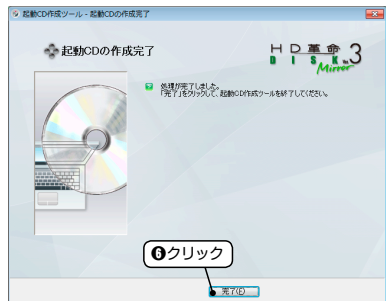 起動CD作成ツール - 起動CDの作成完了
起動CDの作成完了
HD革命
DISK Mirror Ver.3
処理が完了しました。
「完了」をクリックして、起動CD作成ツールを終了してください。
❻クリック
完了(F)